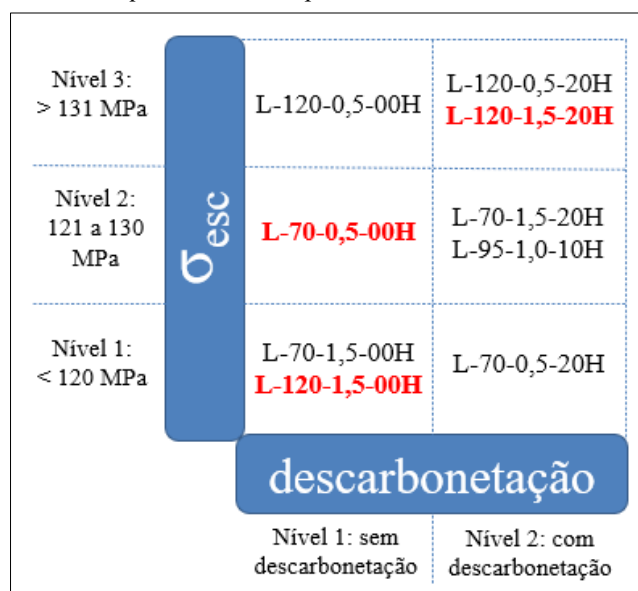 Nível 3:
> 131 MPa
L-120-0,5-00H
L-120-0,5-20H
L-120-1,5-20H
Nível 2:
121 a 130
MPa
σesc
L-70-0,5-00H
L-70-1,5-20H
L-95-1,0-10H
Nível 1:
< 120 MPa
L-70-1,5-00H
L-120-1,5-00H
L-70-0,5-20H
descarbonetação
Nível 1: sem
descarbonetação
Nível 2: com
descarbonetação